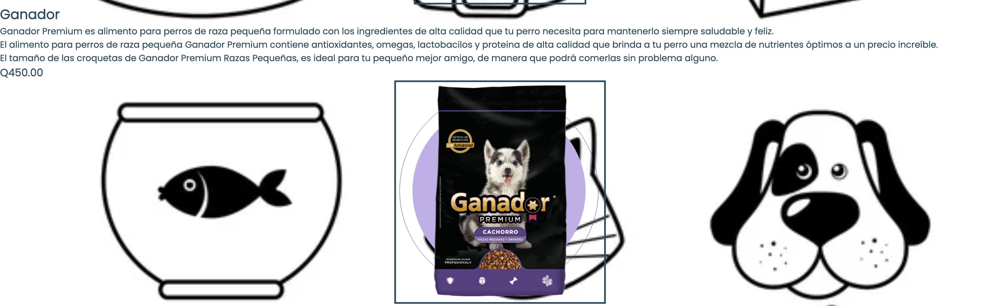 Ganador
Ganador Premium es alimento para perros de raza pequeña formulado con los ingredientes de alta calidad que tu perro necesita para mantenerlo siempre saludable y feliz.
El alimento para perros de raza pequeña Ganador Premium contiene antioxidantes, omegas, lactobacilos y proteina de alta calidad que brinda a tu perro una mezcla de nutrientes óptimos a un precio increíble.
El tamaño de las croquetas de Ganador Premium Razas Pequeñas, es ideal para tu pequeño mejor amigo, de manera que podrá comerlas sin problema alguno.
Q450.00
SISTEMA DE
BENEFICIOS
LifeAdvanced
Ganador®
PREMIUM
CACHORRO
RAZAS MEDIANAS Y GRANDES
ALIMENTO DE CALIDAD
PROFESIONAL®